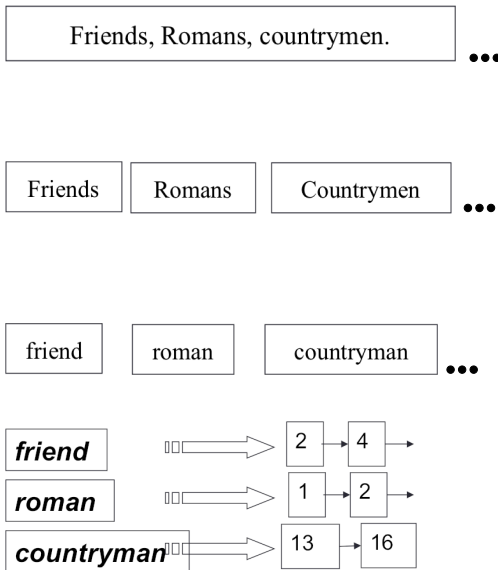 Friends, Romans, countrymen.
Friends Romans Countrymen
friend roman countryman
friend 2 4
roman 1 2
countryman 13 16